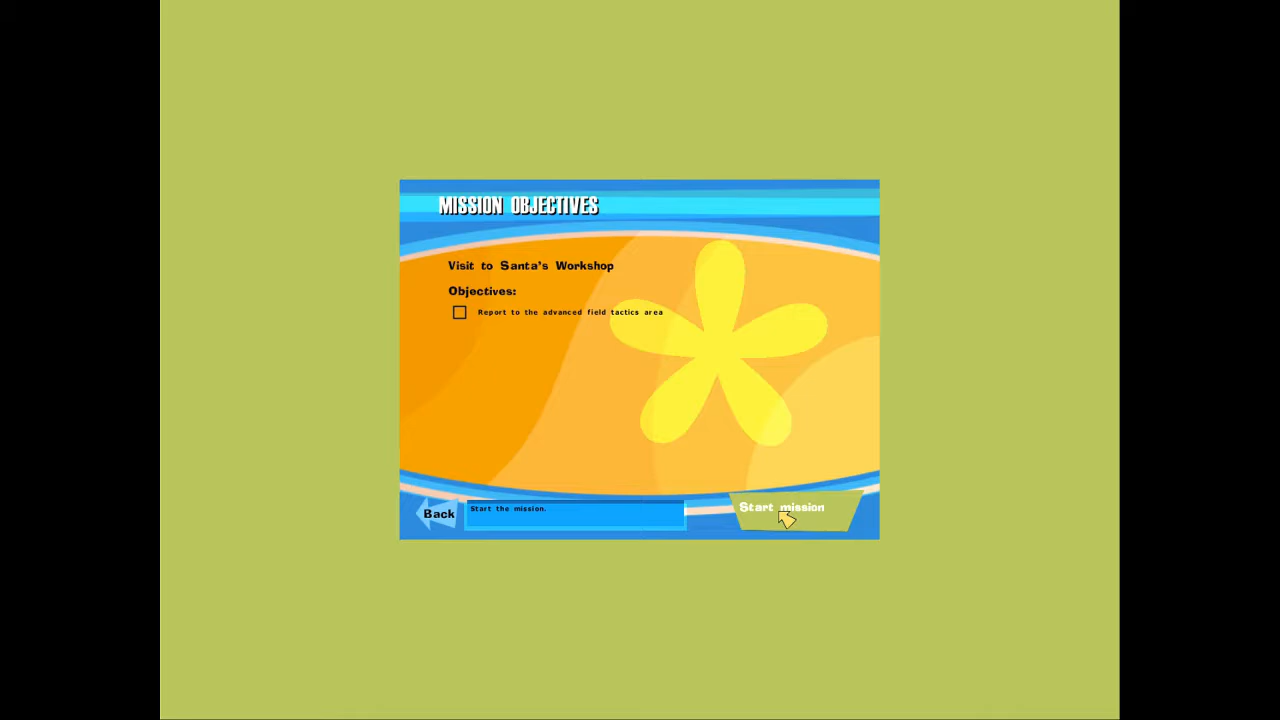 MISSION OBJECTIVES
Visit to Santa's Workshop
Objectives:
Report to the advanced field tactics area
Back
Start the mission.
Start mission